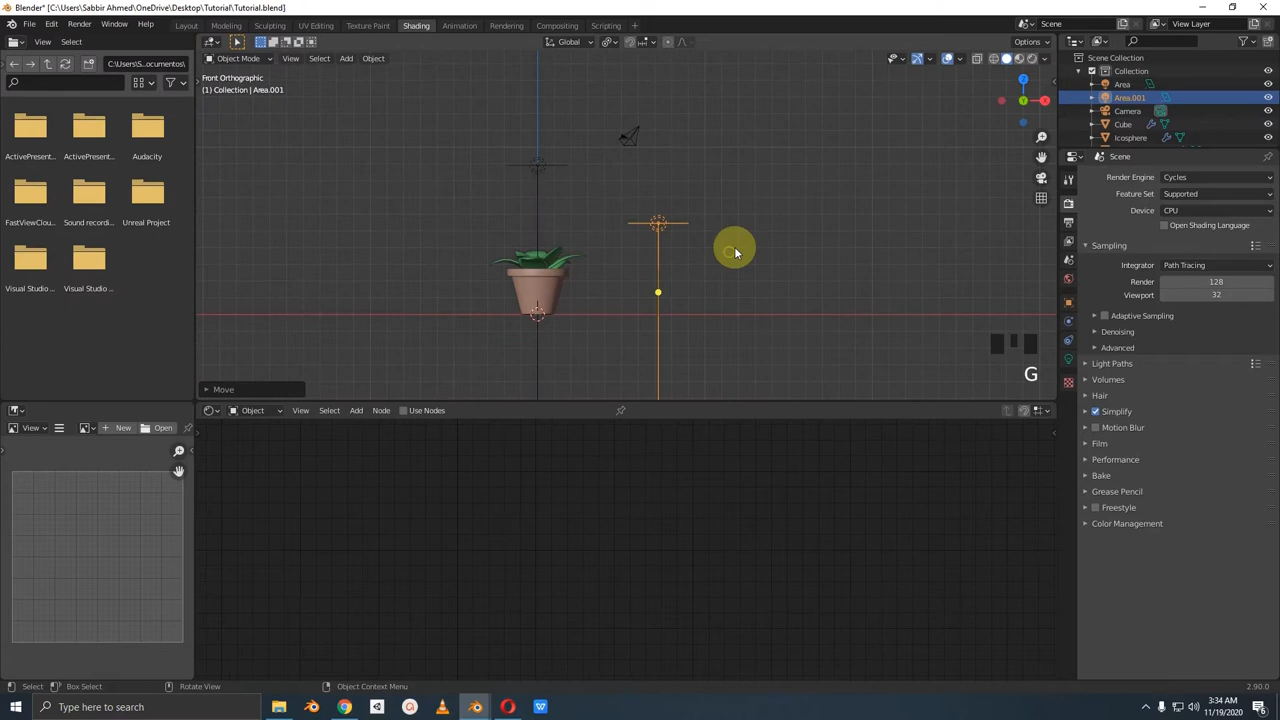 Blender* [C:\Users\Sabbir Ahmed\OneDrive\Desktop\Tutorial\Tutorial.blend]
File Edit Render Window Help Layout Modeling Sculpting UV Editing Texture Paint Shading Animation Rendering Compositing Scripting Scene View Layer
View Select Global Options
C:\S...ocumentos\ Object Mode View Select Add Object
Scene Collection
Collection
Area
Area.001
Camera
Cube
Icosphere
Front Orthographic
(1) Collection | Area.001
Z
Y
X
ActivePresent... ActivePresent... Audacity
FastViewClou... Sound recordi... Unreal Project
Visual Studio ... Visual Studio ...
Scene
Render Engine Cycles
Feature Set Supported
Device CPU
Open Shading Language
Sampling
Integrator Path Tracing
Render 128
Viewport 32
Adaptive Sampling
Denoising
Advanced
Light Paths
Volumes
Hair
Simplify
Motion Blur
Film
Performance
Bake
Grease Pencil
Freestyle
Color Management
G
Move
Object View Select Add Node Use Nodes
View New Open
Select Box Select Rotate View Object Context Menu 2.90.0
Type here to search
3:34 AM
11/19/2020
6